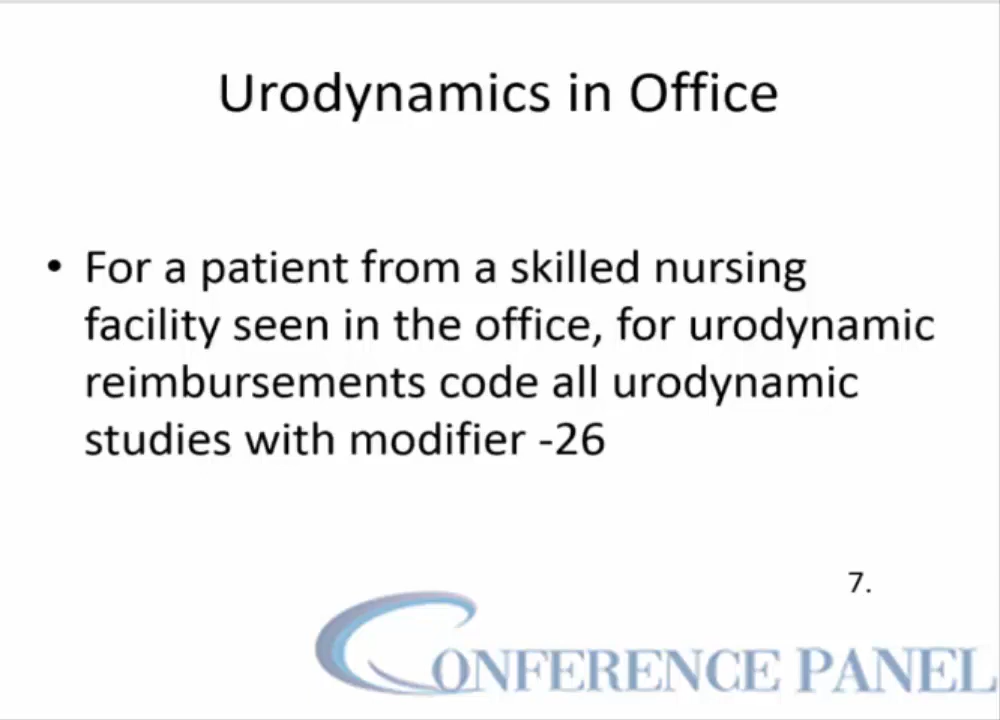 Urodynamics in Office
• For a patient from a skilled nursing
facility seen in the office, for urodynamic
reimbursements code all urodynamic
studies with modifier -26
7.
CONFERENCE PANEL